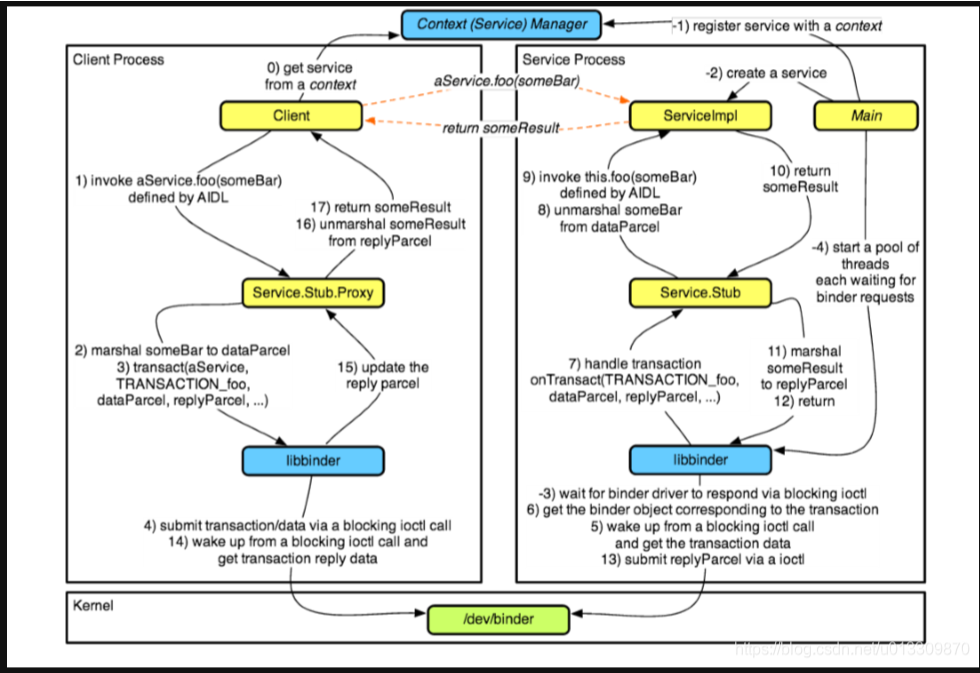 Context (Service) Manager
-1) register service with a context
Client Process
Service Process
0) get service
from a context
aService.foo(someBar)
-2) create a service
Client
ServiceImpl
Main
return someResult
1) invoke aService.foo(someBar)
defined by AIDL
17) return someResult
16) unmarshal someResult
from replyParcel
9) invoke this.foo(someBar)
defined by AIDL
8) unmarshal someBar
from dataParcel
10) return
someResult
-4) start a pool of
threads
each waiting for
binder requests
Service.Stub.Proxy
Service.Stub
2) marshal someBar to dataParcel
3) transact(aService,
TRANSACTION_foo,
dataParcel, replyParcel, ...)
15) update the
reply parcel
7) handle transaction
onTransact(TRANSACTION_foo,
dataParcel, replyParcel, ...)
11) marshal
someResult
to replyParcel
12) return
libbinder
libbinder
4) submit transaction/data via a blocking ioctl call
14) wake up from a blocking ioctl call and
get transaction reply data
-3) wait for binder driver to respond via blocking ioctl
6) get the binder object corresponding to the transaction
5) wake up from a blocking ioctl call
and get the transaction data
13) submit replyParcel via a ioctl
Kernel
/dev/binder
https://blog.csdn.net/u013309870